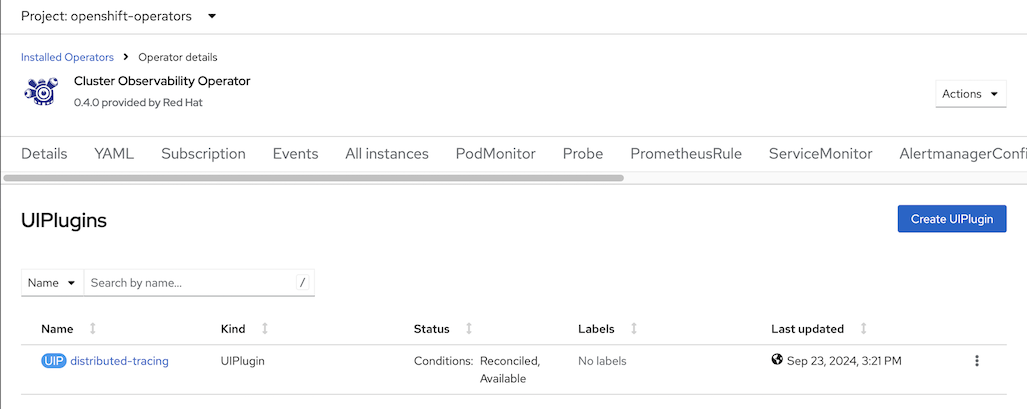 Project: openshift-operators
Installed Operators Operator details
Cluster Observability Operator
0.4.0 provided by Red Hat
Actions
Details YAML Subscription Events All instances PodMonitor Probe PrometheusRule ServiceMonitor AlertmanagerConfi
UIPlugins
Create UIPlugin
Name Search by name... /
Name Kind Status Labels Last updated
UIP distributed-tracing UIPlugin Conditions: Reconciled, No labels Sep 23, 2024, 3:21 PM
Available